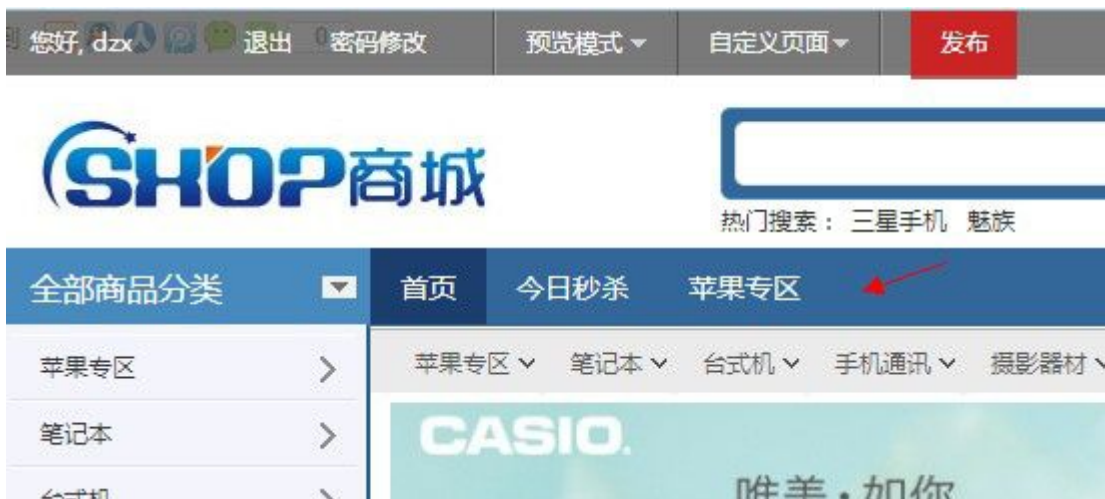 您好, dzx 退出 密码修改 预览模式 自定义页面 发布
SHOP商城
热门搜索： 三星手机 魅族
全部商品分类 首页 今日秒杀 苹果专区
苹果专区 笔记本 台式机 手机通讯 摄影器材
苹果专区
笔记本
CASIO.
唯美·如你
台式机